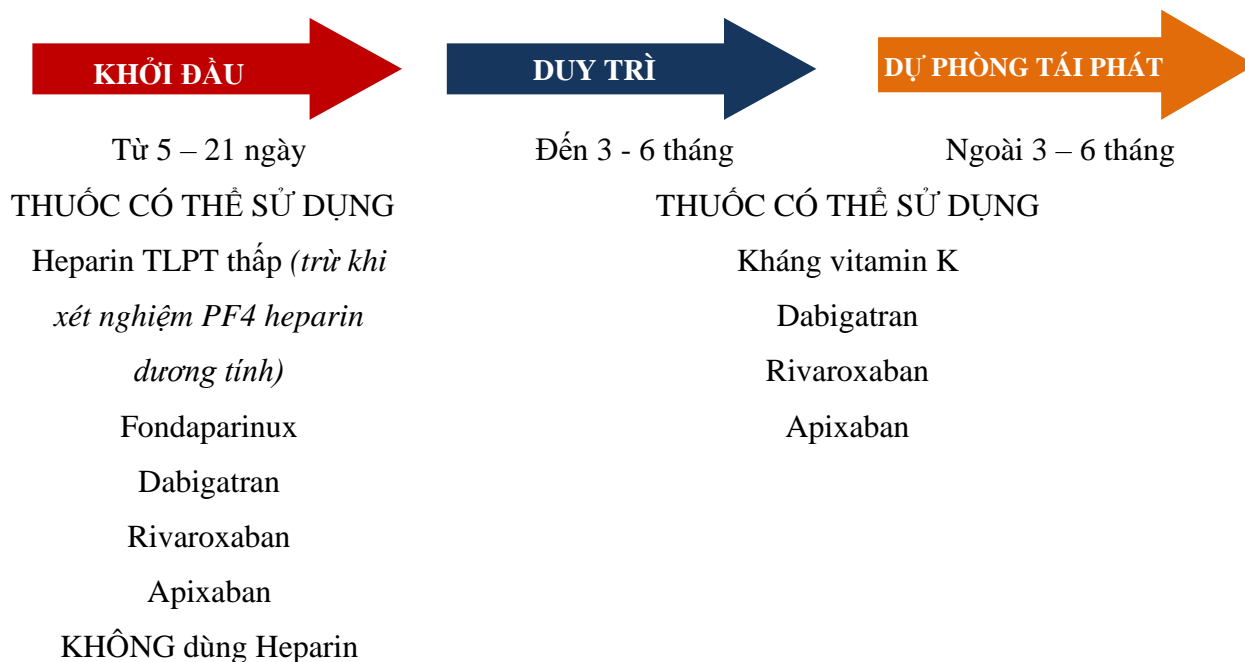 KHỞI ĐẦU
DUY TRÌ
DỰ PHÒNG TÁI PHÁT
Từ 5 – 21 ngày
Đến 3 - 6 tháng
Ngoài 3 – 6 tháng
THUỐC CÓ THỂ SỬ DỤNG
Heparin TLPT thấp (trừ khi
xét nghiệm PF4 heparin
dương tính)
Fondaparinux
Dabigatran
Rivaroxaban
Apixaban
KHÔNG dùng Heparin
THUỐC CÓ THỂ SỬ DỤNG
Kháng vitamin K
Dabigatran
Rivaroxaban
Apixaban